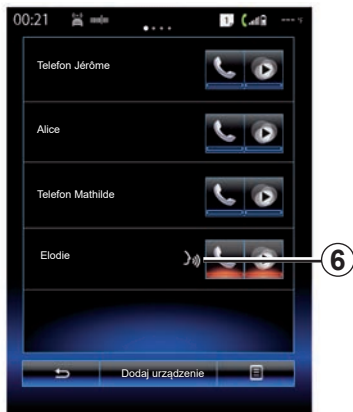 00:21
Telefon Jérôme
Alice
Telefon Mathilde
Elodie
6
Dodaj urządzenie